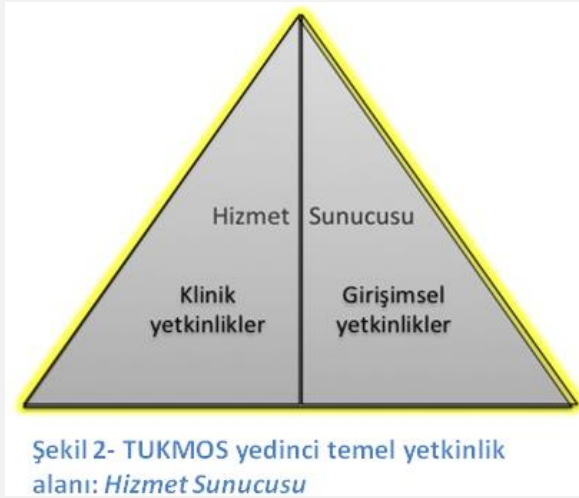 Hizmet Sunucusu
Klinik Girişimsel
yetkinlikler yetkinlikler
Şekil 2- TUKMOS yedinci temel yetkinlik
alanı: Hizmet Sunucusu